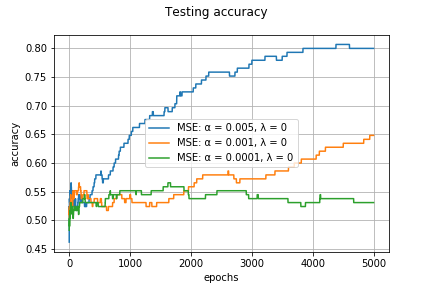 Testing accuracy
0.80
0.75
0.70
0.65
0.60
0.55
0.50
0.45
accuracy
MSE: α = 0.005, λ = 0
MSE: α = 0.001, λ = 0
MSE: α = 0.0001, λ = 0
0
1000
2000
3000
4000
5000
epochs